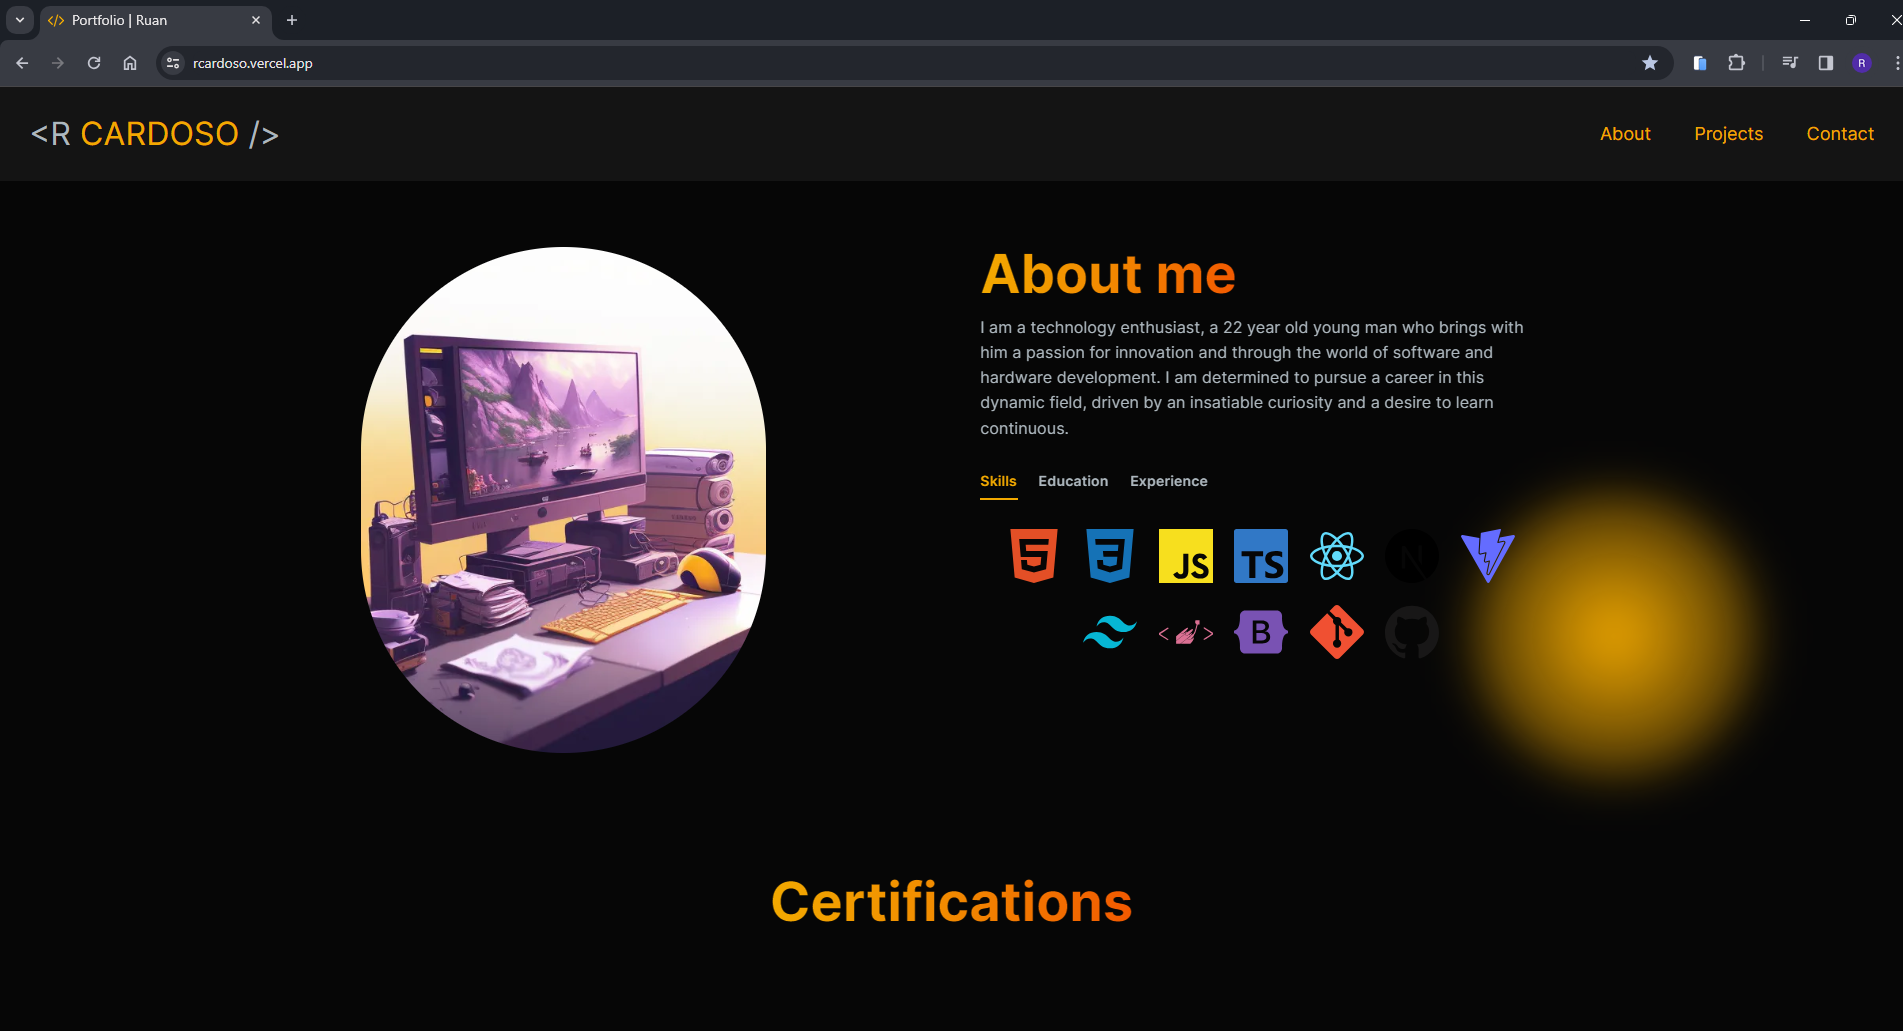 Portfolio | Ruan
rcardoso.vercel.app
R
<R CARDOSO />
About Projects Contact
About me
I am a technology enthusiast, a 22 year old young man who brings with
him a passion for innovation and through the world of software and
hardware development. I am determined to pursue a career in this
dynamic field, driven by an insatiable curiosity and a desire to learn
continuous.
Skills Education Experience
5 3 JS TS N
B
Certifications